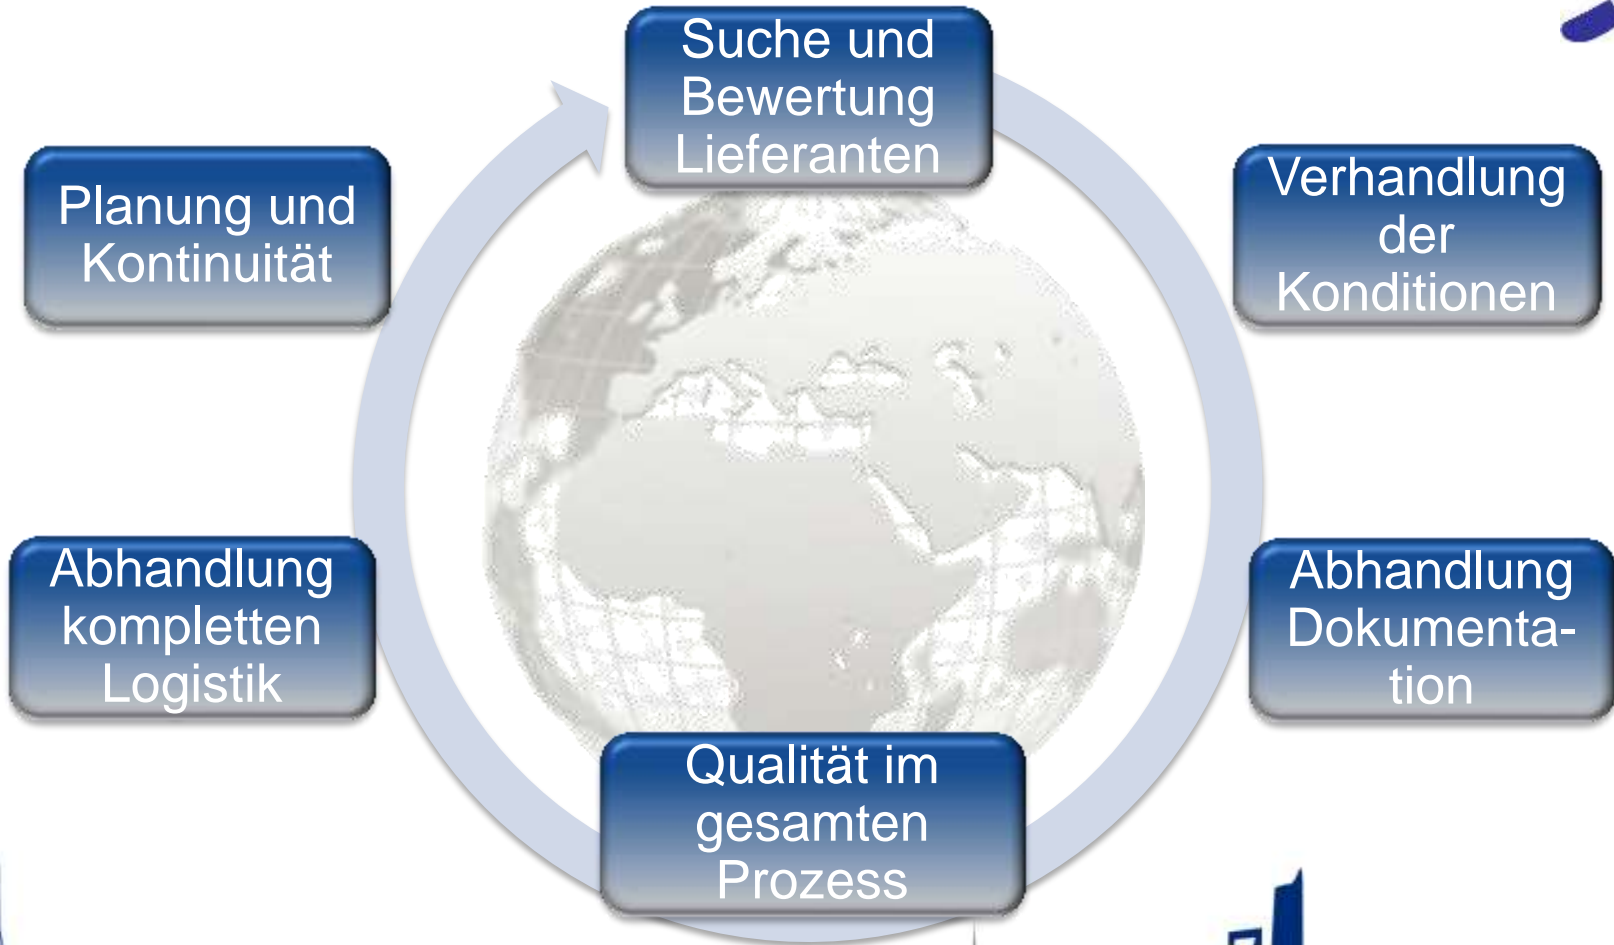 Suche und
Bewertung
Lieferanten
Verhandlung
der
Konditionen
Abhandlung
Dokumenta-
tion
Qualität im
gesamten
Prozess
Abhandlung
kompletten
Logistik
Planung und
Kontinuität